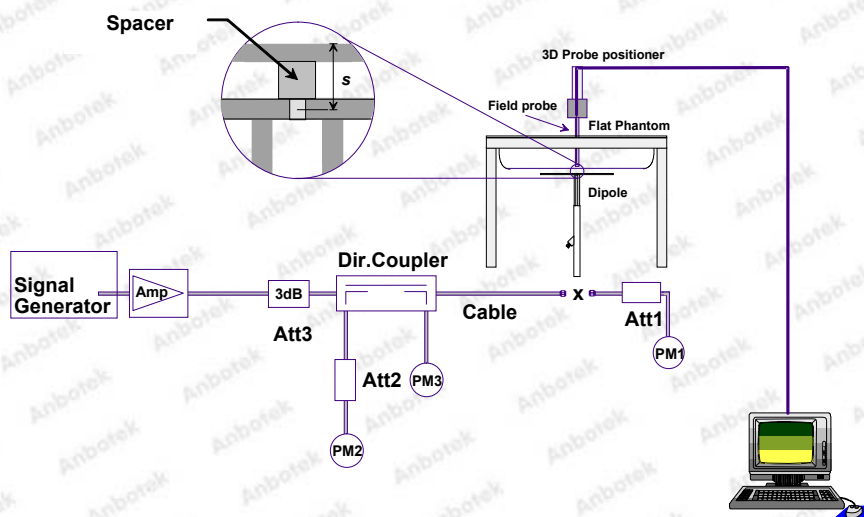 Spacer
s
3D Probe positioner
Field probe
Flat Phantom
Dipole
Signal
Generator
Amp
3dB
Att3
Dir.Coupler
Cable
x
Att1
PM1
Att2
PM3
PM2
Anbotek